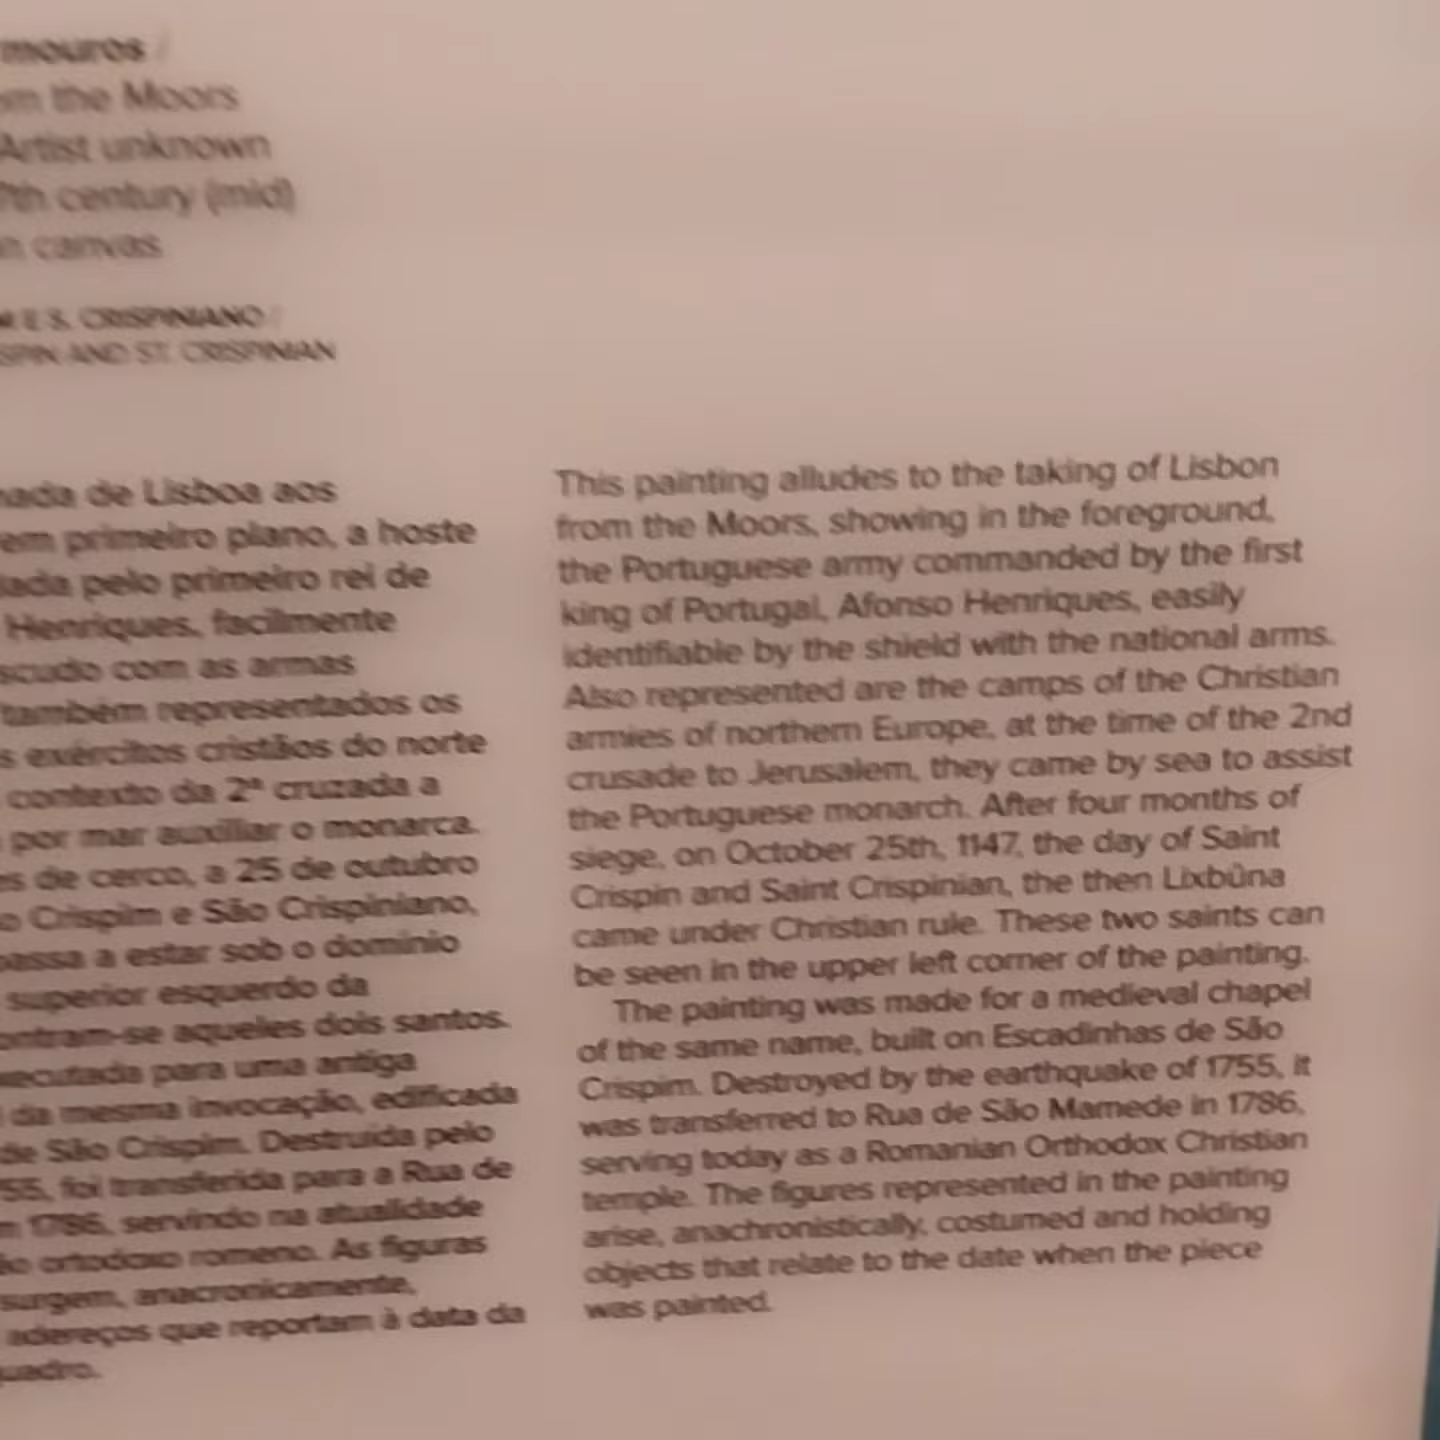 mouros /
the Moors
Artist unknown
century (mid)
canvas
E S. CRISPINIANO /
AND ST. CRISPINIAN
de Lisboa aos
em primeiro plano, a hoste
pelo primeiro rei de
Henriques, facilmente
com as armas
também representados os
exércitos cristãos do norte
contexto da 2ª cruzada a
por mar auxiliar o monarca.
de cerco, a 25 de outubro
Crispim e São Crispiniano,
passa a estar sob o domínio
superior esquerdo da
aqueles dois santos.
para uma antiga
da mesma invocação, edificada
de São Crispim. Destruída pelo
foi transferida para a Rua de
1786, servindo na atualidade
ortodoxo romeno. As figuras
surgem, anacronicamente,
adereços que reportam à data da
This painting alludes to the taking of Lisbon
from the Moors, showing in the foreground,
the Portuguese army commanded by the first
king of Portugal, Afonso Henriques, easily
identifiable by the shield with the national arms.
Also represented are the camps of the Christian
armies of northern Europe, at the time of the 2nd
crusade to Jerusalem, they came by sea to assist
the Portuguese monarch. After four months of
siege, on October 25th, 1147, the day of Saint
Crispin and Saint Crispinian, the then Lixbûna
came under Christian rule. These two saints can
be seen in the upper left corner of the painting.
The painting was made for a medieval chapel
of the same name, built on Escadinhas de São
Crispim. Destroyed by the earthquake of 1755, it
was transferred to Rua de São Mamede in 1786,
serving today as a Romanian Orthodox Christian
temple. The figures represented in the painting
arise, anachronistically, costumed and holding
objects that relate to the date when the piece
was painted.